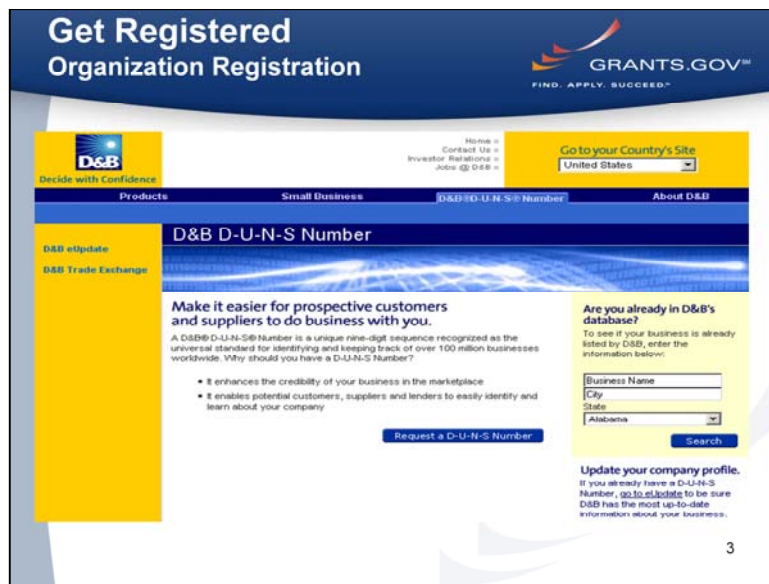 Get Registered
Organization Registration
GRANTS.GOV℠
FIND. APPLY. SUCCEED.℠
D&B
Decide with Confidence
Home
Contact Us
Investor Relations
Jobs @ D&B
Go to your Country's Site
United States
Products
Small Business
D&B®D-U-N-S® Number
About D&B
D&B eUpdate
D&B Trade Exchange
D&B D-U-N-S Number
Make it easier for prospective customers
and suppliers to do business with you.
A D&B® D-U-N-S® Number is a unique nine-digit sequence recognized as the
universal standard for identifying and keeping track of over 100 million businesses
worldwide. Why should you have a D-U-N-S Number?
It enhances the credibility of your business in the marketplace
It enables potential customers, suppliers and lenders to easily identify and
learn about your company
Request a D-U-N-S Number
Are you already in D&B's
database?
To see if your business is already
listed by D&B, enter the
information below:
Business Name
City
State
Alabama
Search
Update your company profile.
If you already have a D-U-N-S
Number, go to eUpdate to be sure
D&B has the most up-to-date
information about your business.
3